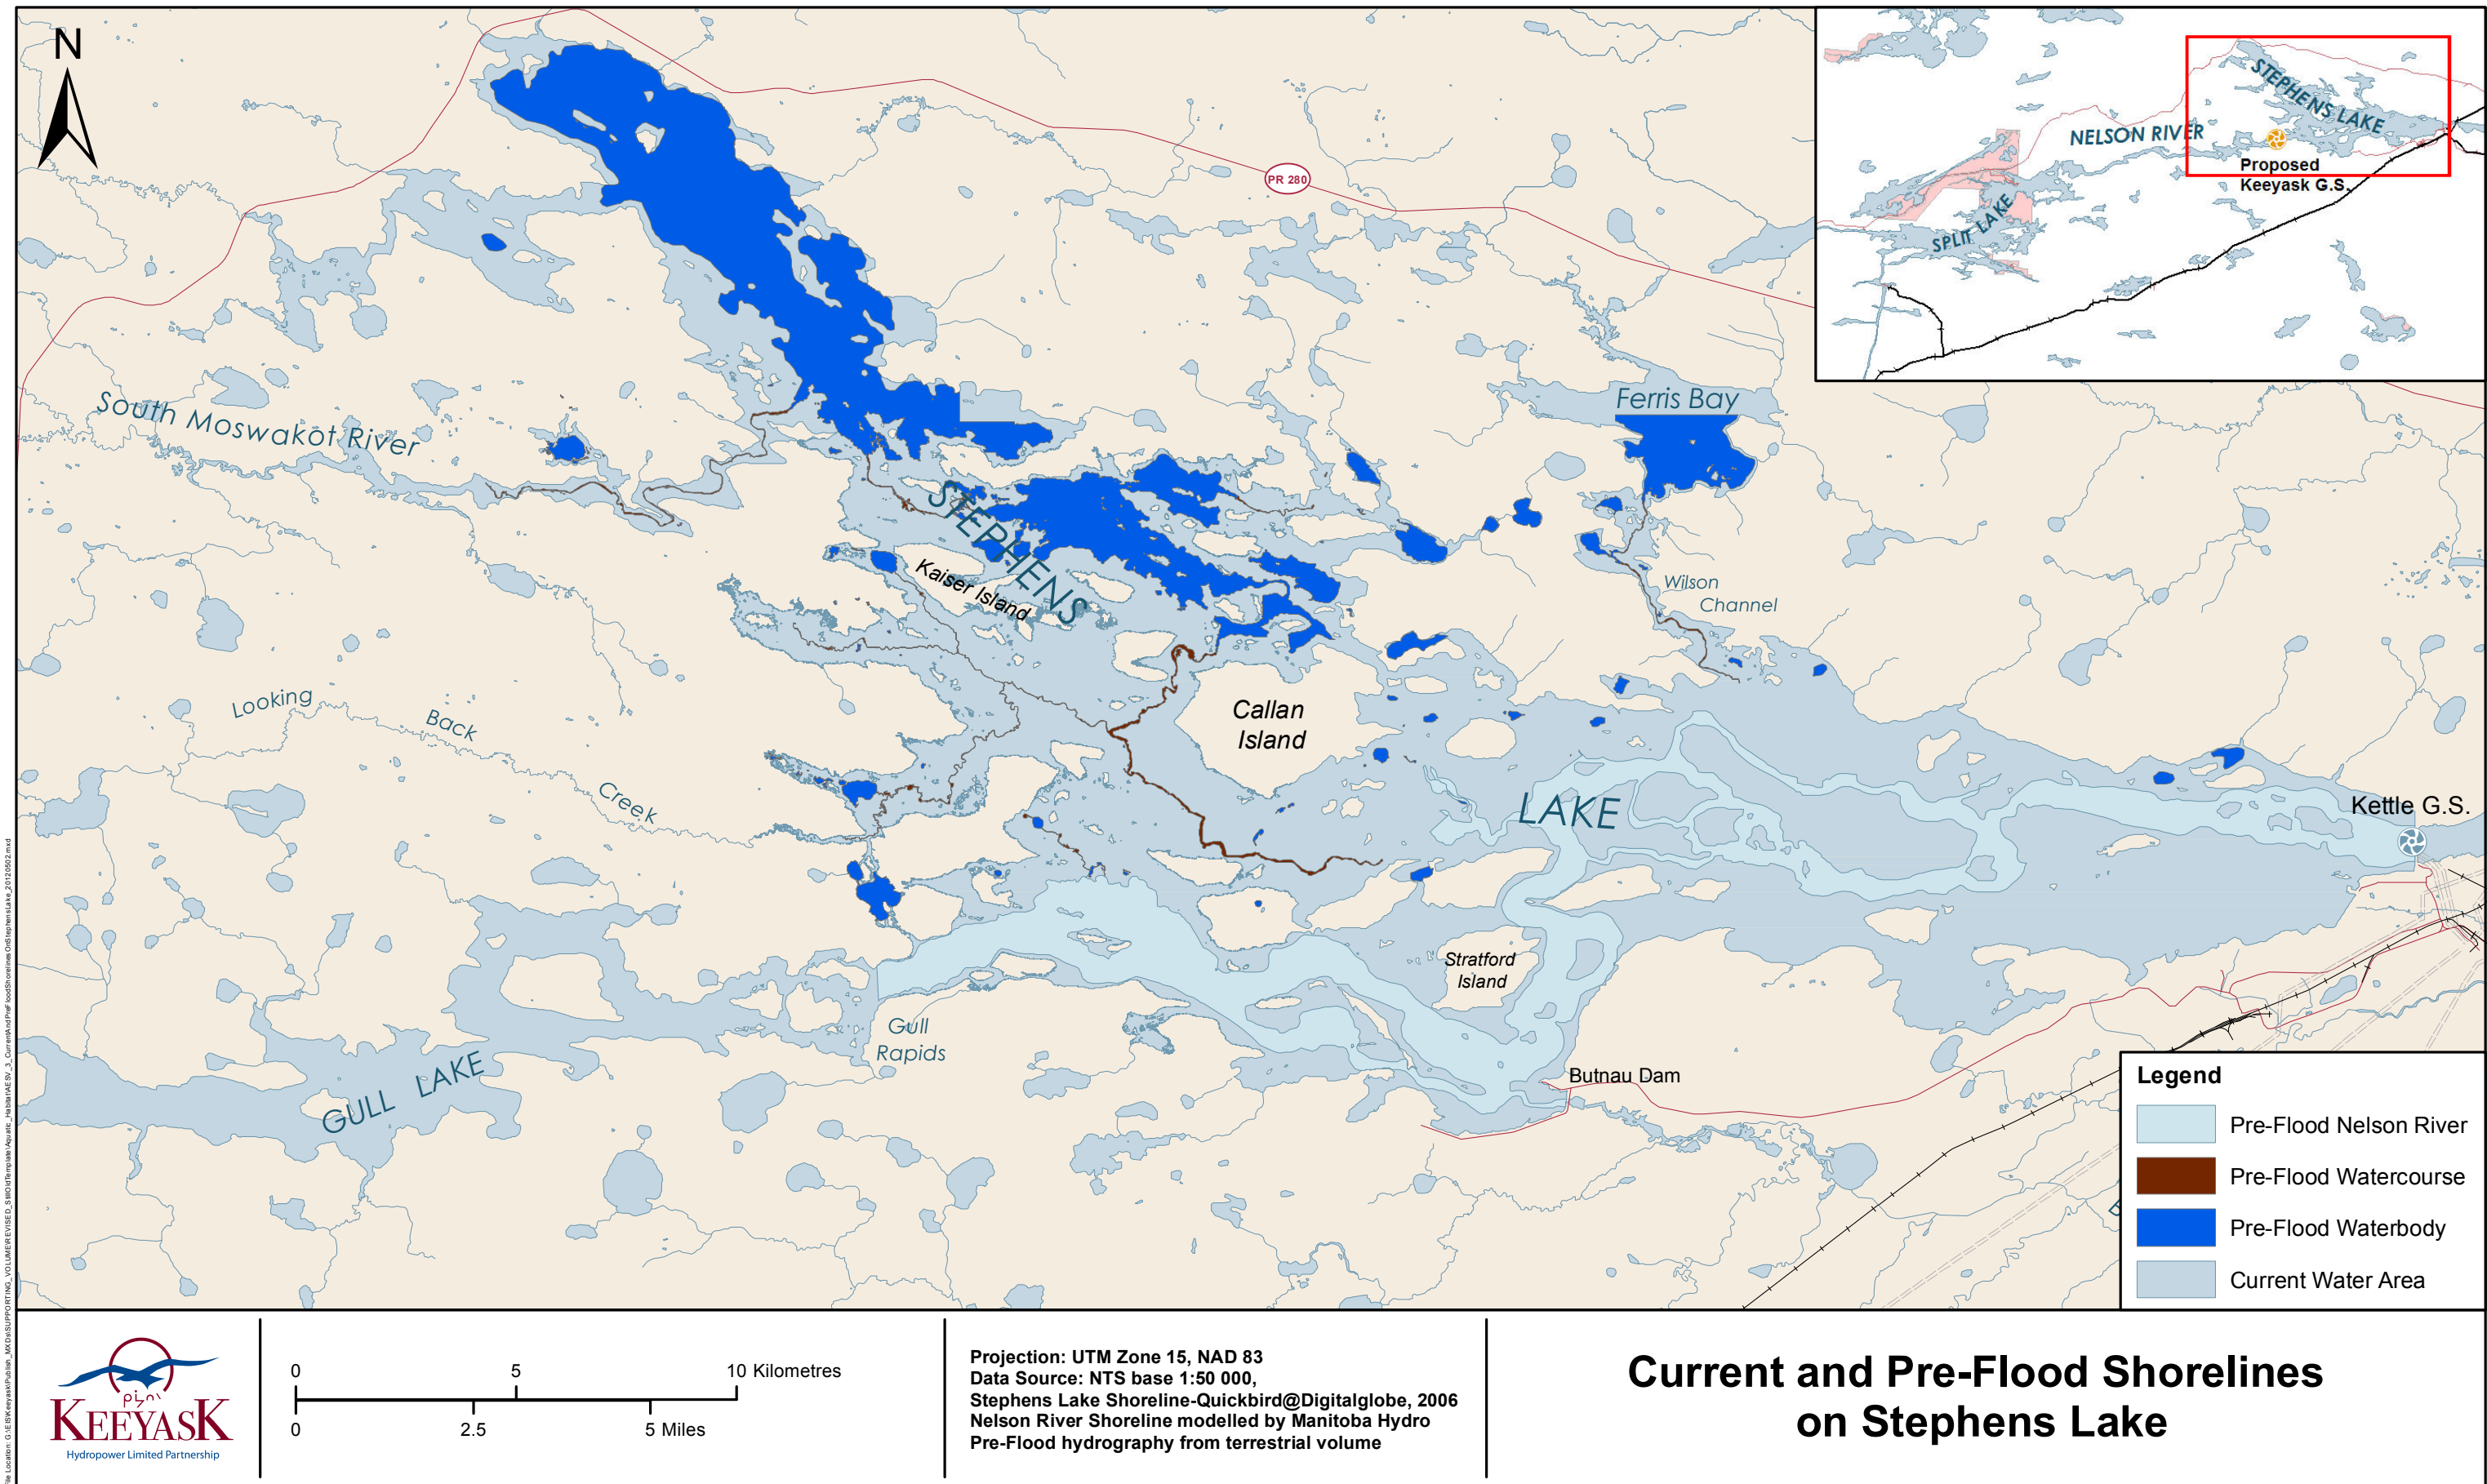 N
PR 280
STEPHENS LAKE
NELSON RIVER
Proposed
Keeyask G.S.
SPLIT LAKE
South Moswakot River
Ferris Bay
STEPHENS
Kaiser Island
Wilson
Channel
Looking
Back
Creek
Callan
Island
LAKE
Kettle G.S.
Stratford
Island
Gull
Rapids
GULL LAKE
Butnau Dam
B
Legend
Pre-Flood Nelson River
Pre-Flood Watercourse
Pre-Flood Waterbody
Current Water Area
KEEYASK
Hydropower Limited Partnership
0 5 10 Kilometres
0 2.5 5 Miles
Projection: UTM Zone 15, NAD 83
Data Source: NTS base 1:50 000,
Stephens Lake Shoreline-Quickbird@Digitalglobe, 2006
Nelson River Shoreline modelled by Manitoba Hydro
Pre-Flood hydrography from terrestrial volume
Current and Pre-Flood Shorelines
on Stephens Lake